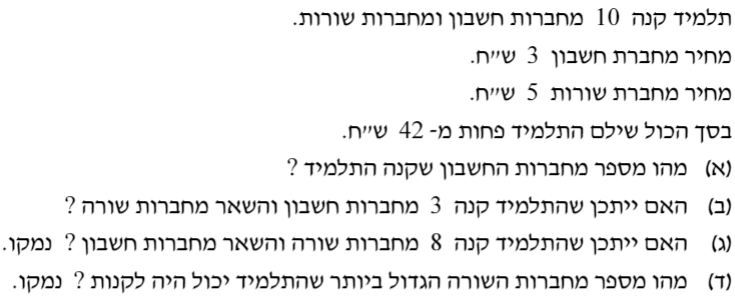 תלמיד קנה 10 מחברות חשבון ומחברות שורות.
מחיר מחברת חשבון 3 ש״ח.
מחיר מחברת שורות 5 ש״ח.
בסך הכול שילם התלמיד פחות מ- 42 ש״ח.
(א) מהו מספר מחברות החשבון שקנה התלמיד ?
(ב) האם ייתכן שהתלמיד קנה 3 מחברות חשבון והשאר מחברות שורה ?
(ג) האם ייתכן שהתלמיד קנה 8 מחברות שורה והשאר מחברות חשבון ? נמקו.
(ד) מהו מספר מחברות השורה הגדול ביותר שהתלמיד יכול היה לקנות ? נמקו.